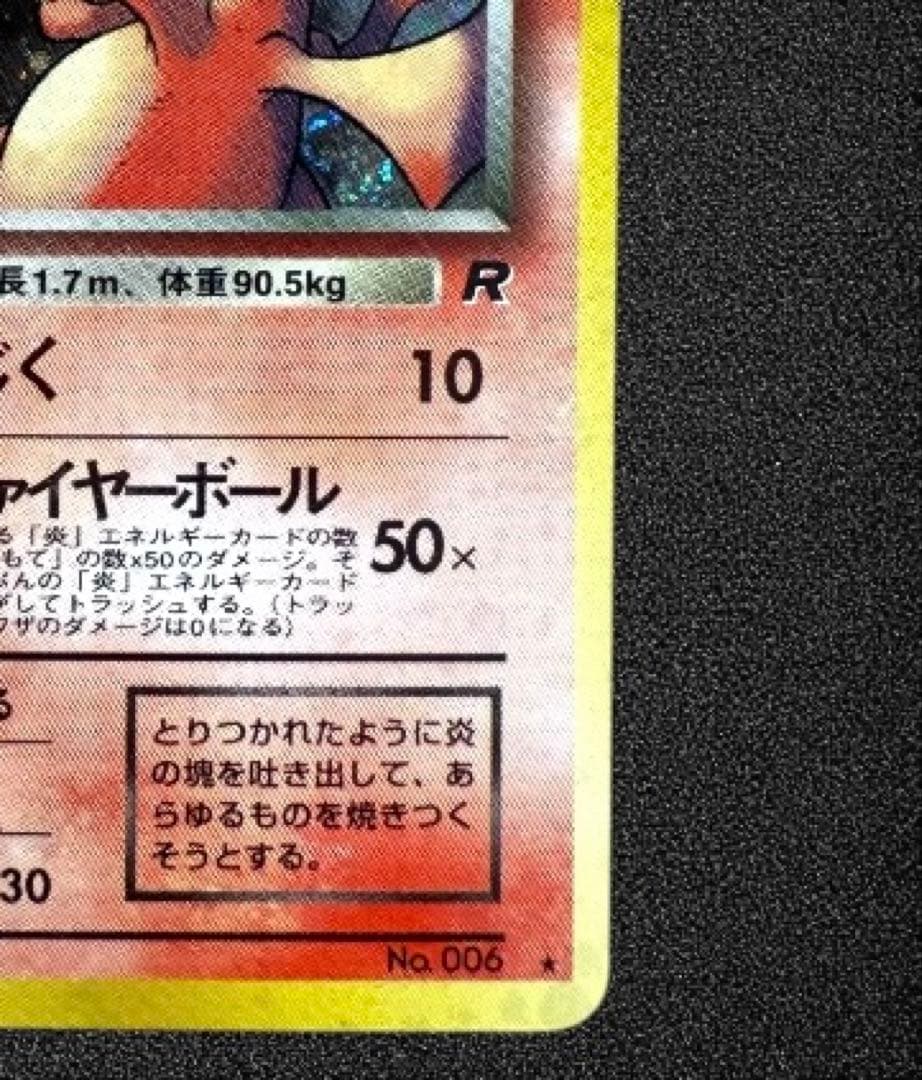 長1.7m、体重90.5kg R
じく 10
ァイヤーボール
る「炎」エネルギーカードの数
もて」の数x50のダメージ。そ
ぶんの「炎」エネルギーカード
してトラッシュする。（トラッ
ワザのダメージは0になる）
50×
る
とりつかれたように炎
の塊を吐き出して、あ
らゆるものを焼きつく
そうとする。
30
No. 006 ★